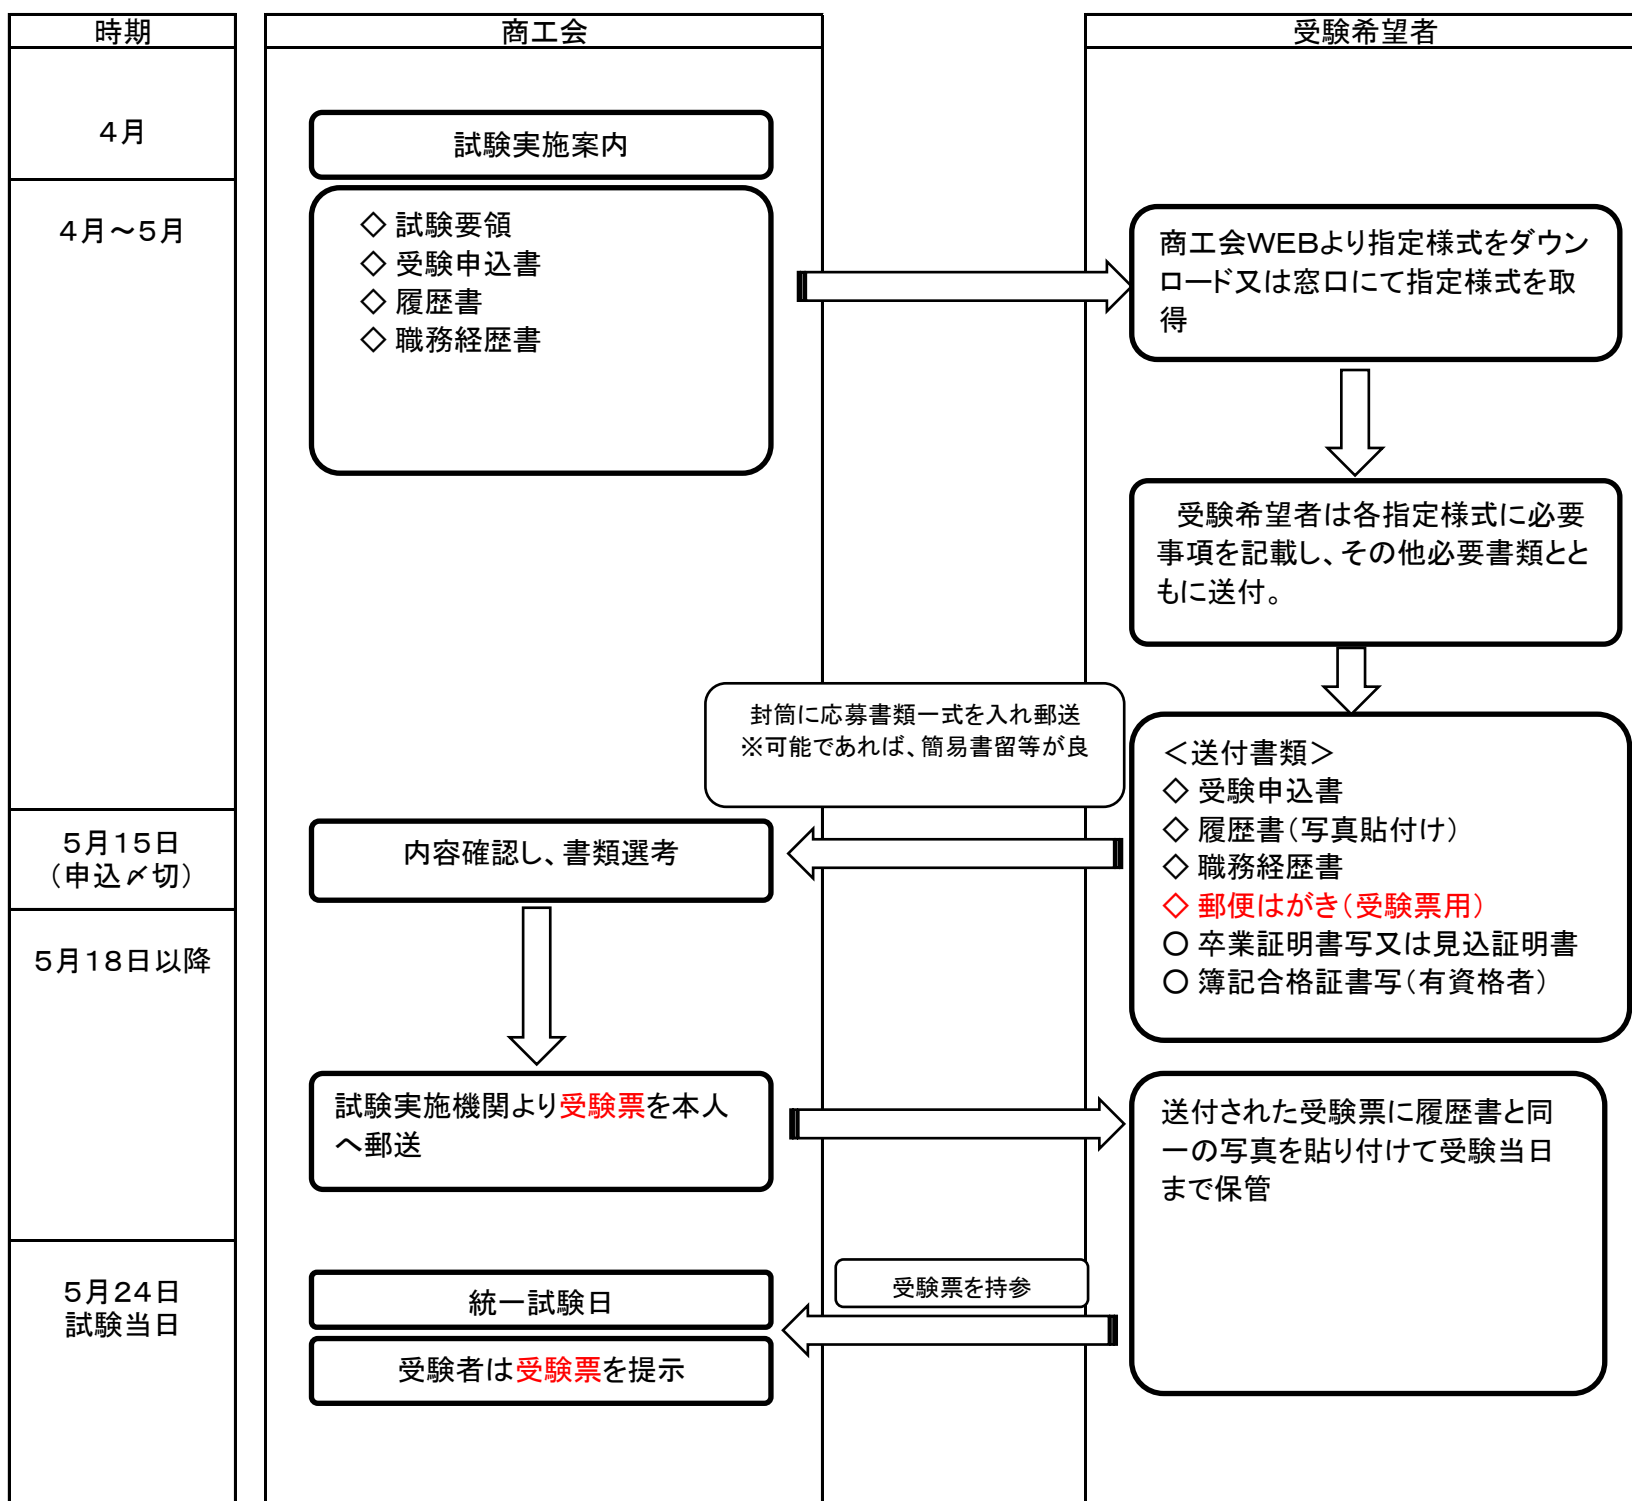 時期
商工会
受験希望者
４月
試験実施案内
４月～５月
◇ 試験要領
◇ 受験申込書
◇ 履歴書
◇ 職務経歴書
商工会ＷＥＢより指定様式をダウン
ロード又は窓口にて指定様式を取
得
受験希望者は各指定様式に必要
事項を記載し、その他必要書類とと
もに送付。
封筒に応募書類一式を入れ郵送
※可能であれば、簡易書留等が良
＜送付書類＞
◇ 受験申込書
◇ 履歴書（写真貼付け）
◇ 職務経歴書
◇ 郵便はがき（受験票用）
○ 卒業証明書写又は見込証明書
○ 簿記合格証書写（有資格者）
５月１５日
（申込〆切）
内容確認し、書類選考
５月１８日以降
試験実施機関より受験票を本人
へ郵送
送付された受験票に履歴書と同
一の写真を貼り付けて受験当日
まで保管
５月２４日
試験当日
統一試験日
受験票を持参
受験者は受験票を提示